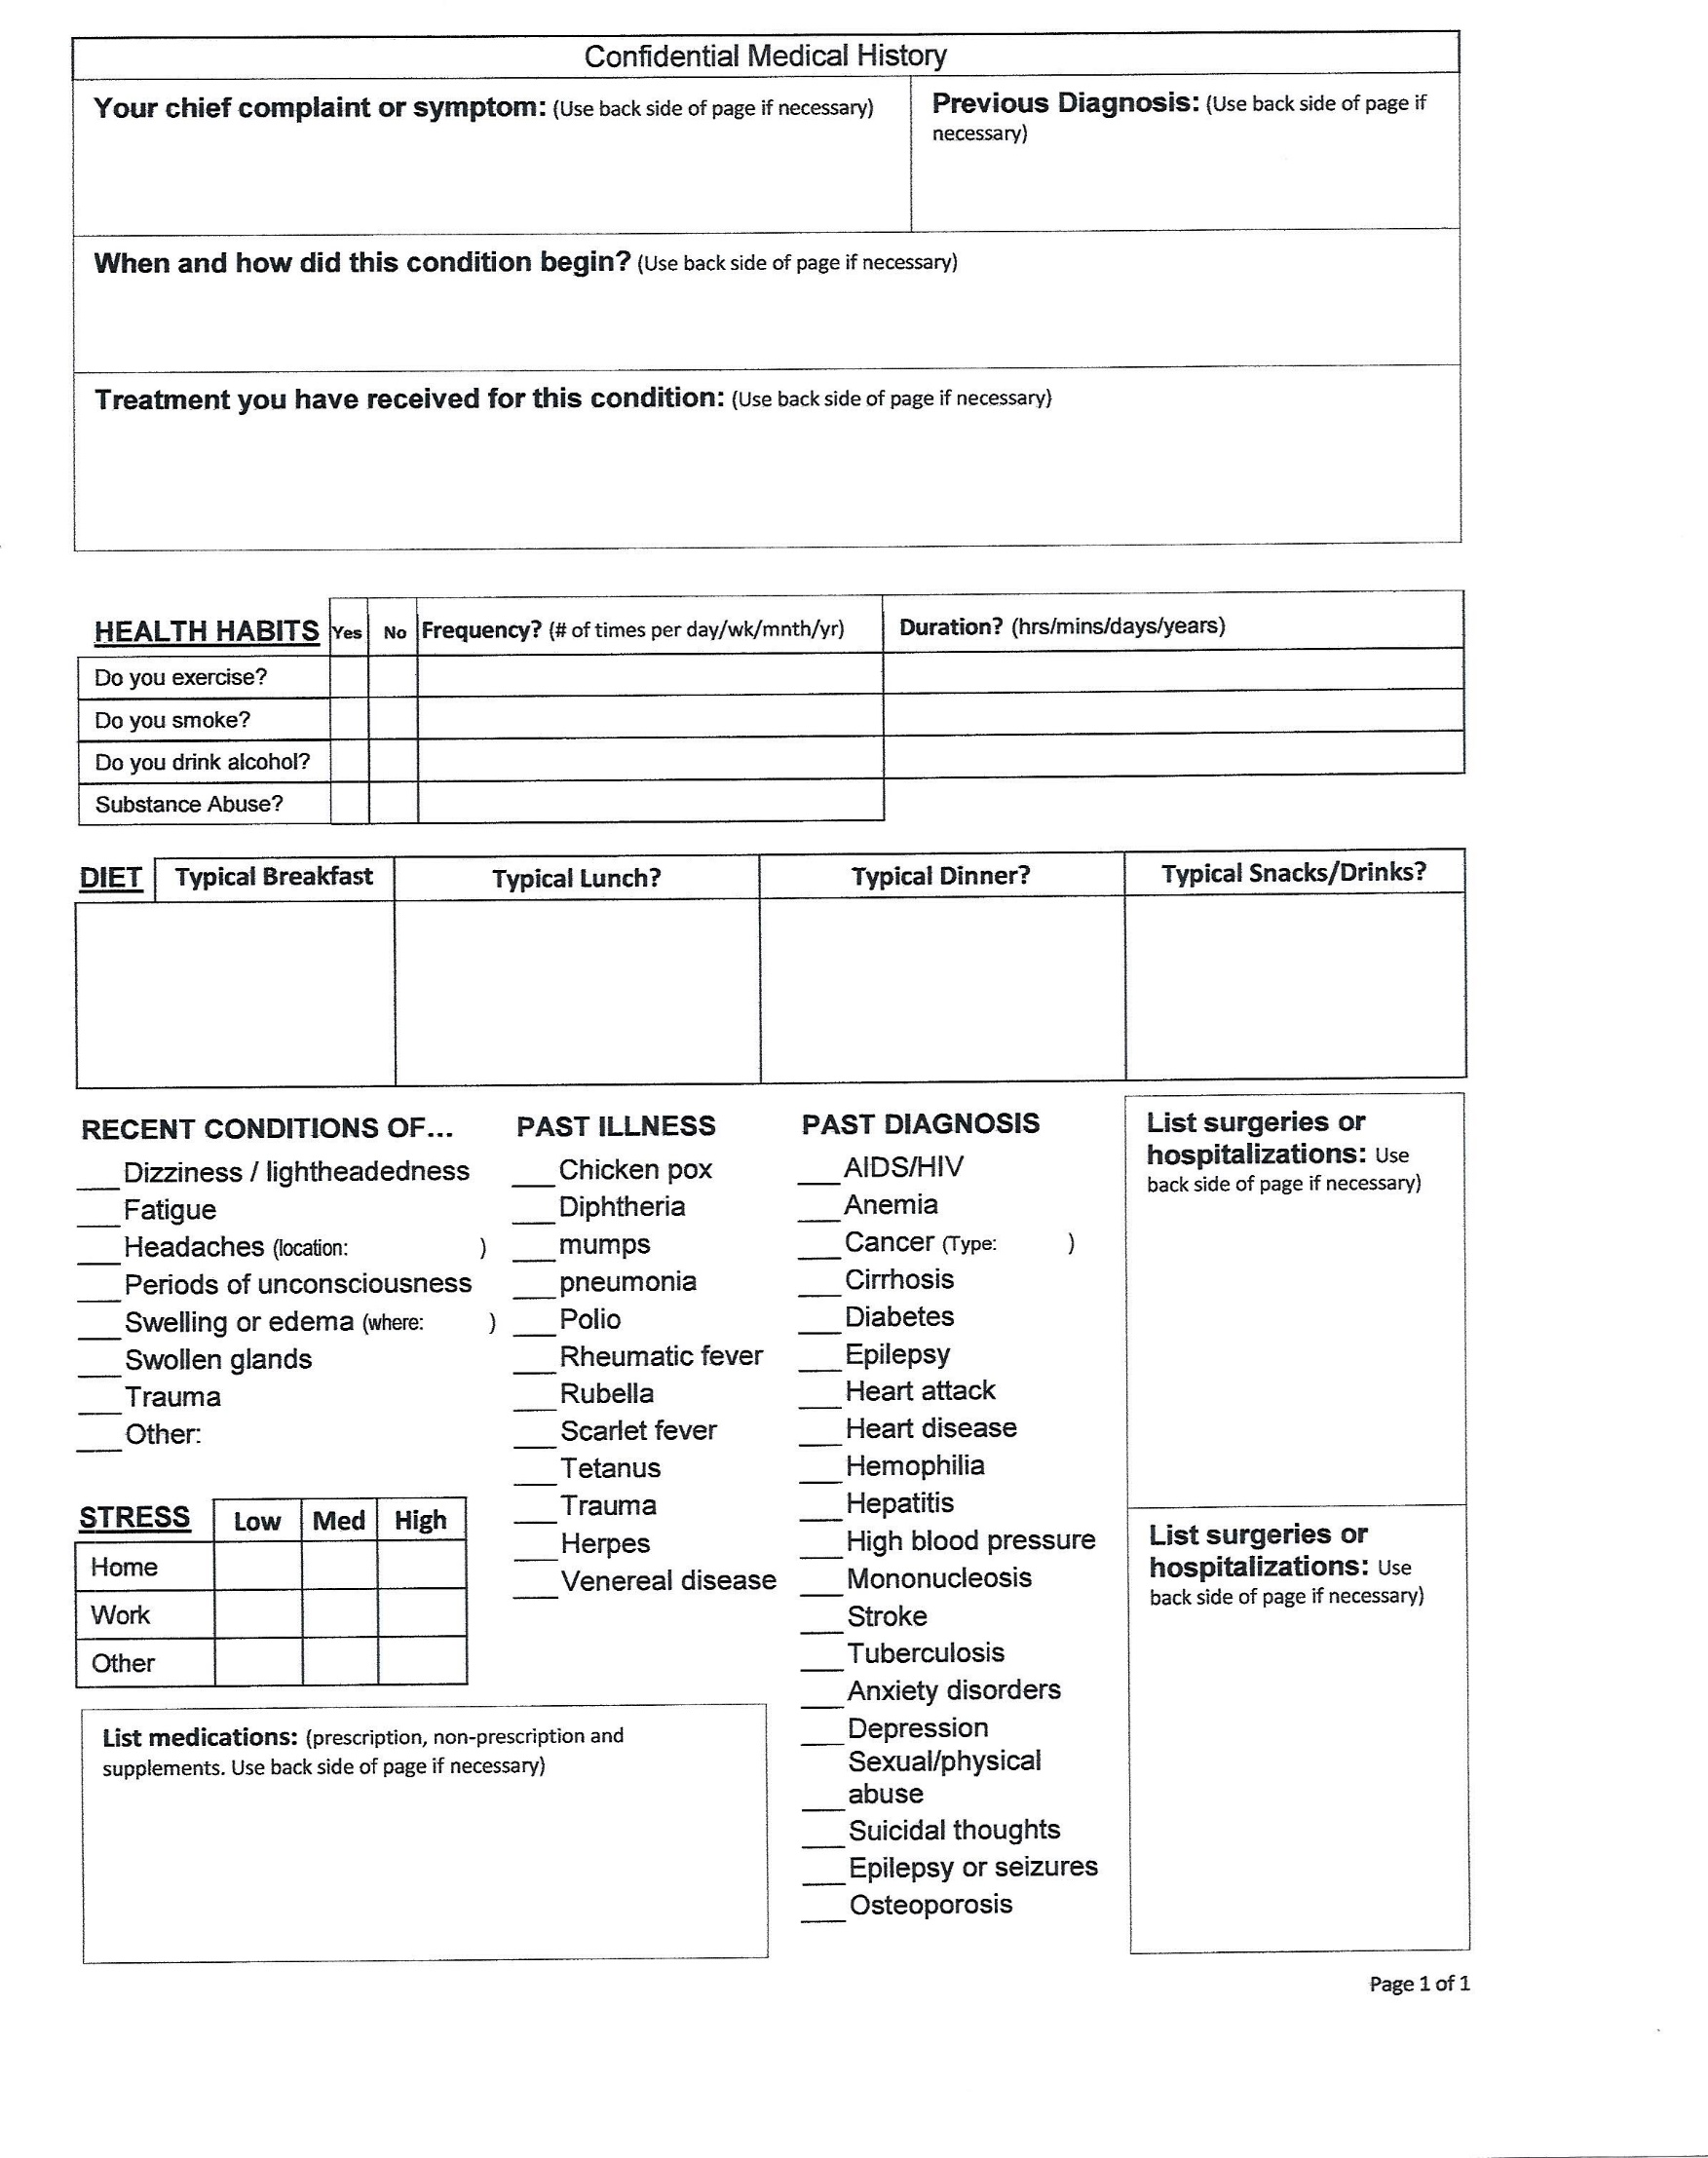 Confidential Medical History
Your chief complaint or symptom: (Use back side of page if necessary)
Previous Diagnosis: (Use back side of page if
necessary)
When and how did this condition begin? (Use back side of page if necessary)
Treatment you have received for this condition: (Use back side of page if necessary)
HEALTH HABITS Yes No Frequency? (# of times per day/wk/mnth/yr) Duration? (hrs/mins/days/years)
Do you exercise?
Do you smoke?
Do you drink alcohol?
Substance Abuse?
DIET Typical Breakfast Typical Lunch? Typical Dinner? Typical Snacks/Drinks?
RECENT CONDITIONS OF...
___Dizziness / lightheadedness
___Fatigue
___Headaches (location: )
___Periods of unconsciousness
___Swelling or edema (where: )
___Swollen glands
___Trauma
___Other:
STRESS Low Med High
Home
Work
Other
List medications: (prescription, non-prescription and
supplements. Use back side of page if necessary)
PAST ILLNESS
___Chicken pox
___Diphtheria
___mumps
___pneumonia
___Polio
___Rheumatic fever
___Rubella
___Scarlet fever
___Tetanus
___Trauma
___Herpes
___Venereal disease
PAST DIAGNOSIS
___AIDS/HIV
___Anemia
___Cancer (Type: )
___Cirrhosis
___Diabetes
___Epilepsy
___Heart attack
___Heart disease
___Hemophilia
___Hepatitis
___High blood pressure
___Mononucleosis
___Stroke
___Tuberculosis
___Anxiety disorders
___Depression
Sexual/physical
___abuse
___Suicidal thoughts
___Epilepsy or seizures
___Osteoporosis
List surgeries or
hospitalizations: Use
back side of page if necessary)
List surgeries or
hospitalizations: Use
back side of page if necessary)
Page 1 of 1